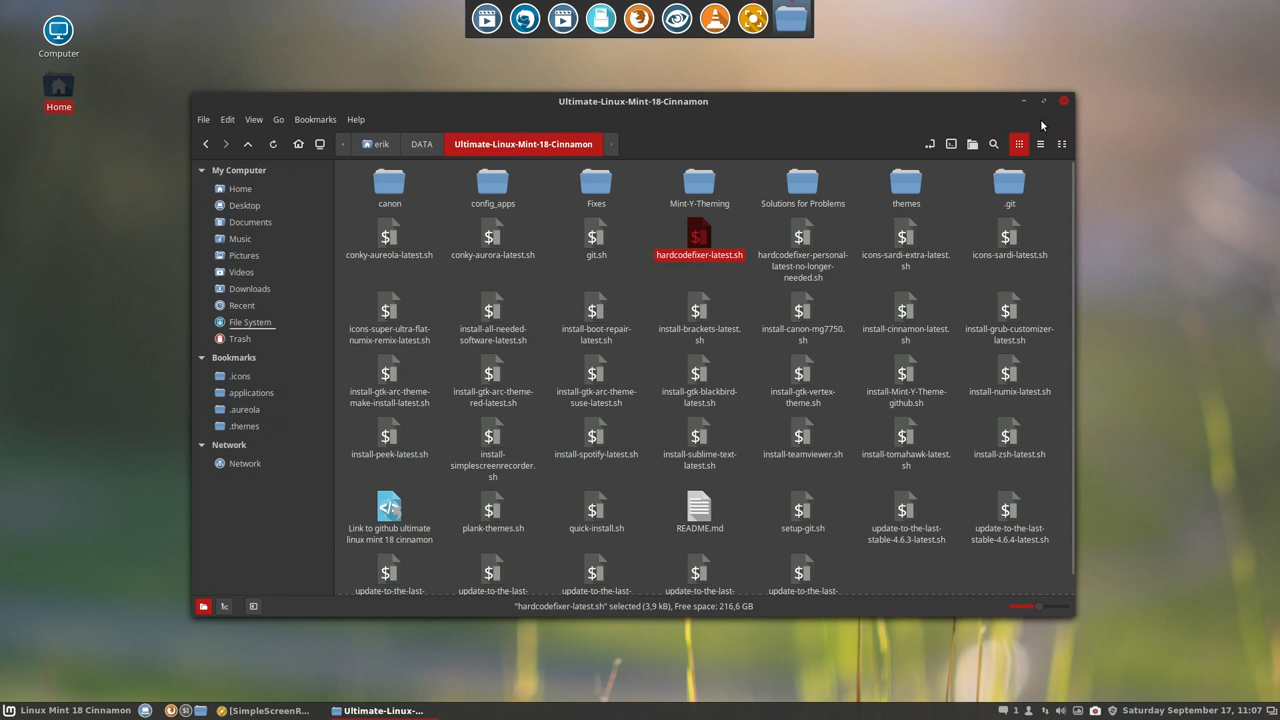 Computer
Home
Ultimate-Linux-Mint-18-Cinnamon
File Edit View Go Bookmarks Help
erik DATA Ultimate-Linux-Mint-18-Cinnamon
My Computer
Home
Desktop
Documents
Music
Pictures
Videos
Downloads
Recent
File System
Trash
Bookmarks
.icons
applications
.aureola
.themes
Network
Network
canon config_apps Fixes Mint-Y-Theming Solutions for Problems themes .git
conky-aureola-latest.sh conky-aurora-latest.sh git.sh hardcodefixer-latest.sh hardcodefixer-personal- icons-sardi-extra-latest. icons-sardi-latest.sh
latest-no-longer- sh
needed.sh
icons-super-ultra-flat- install-all-needed- install-boot-repair- install-brackets-latest. install-canon-mg7750. install-cinnamon-latest. install-grub-customizer-
numix-remix-latest.sh software-latest.sh latest.sh sh sh sh latest.sh
install-gtk-arc-theme- install-gtk-arc-theme- install-gtk-arc-theme- install-gtk-blackbird- install-gtk-vertex- install-Mint-Y-Theme- install-numix-latest.sh
make-install-latest.sh red-latest.sh suse-latest.sh latest.sh theme.sh github.sh
install-peek-latest.sh install- install-spotify-latest.sh install-sublime-text- install-teamviewer.sh install-tomahawk-latest. install-zsh-latest.sh
simplescreenrecorder. latest.sh sh
sh
Link to github ultimate plank-themes.sh quick-install.sh README.md setup-git.sh update-to-the-last- update-to-the-last-
linux mint 18 cinnamon stable-4.6.3-latest.sh stable-4.6.4-latest.sh
update-to-the-last- update-to-the-last- update-to-the-last- update-to-the-last- update-to-the-last-
"hardcodefixer-latest.sh" selected (3,9 kB), Free space: 216,6 GB
Linux Mint 18 Cinnamon [SimpleScreenR... Ultimate-Linux-... 1 Saturday September 17, 11:07